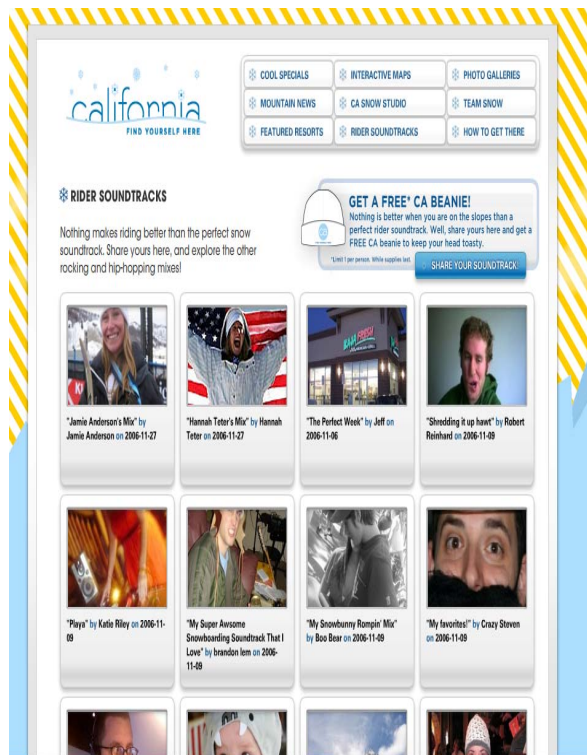 california
FIND YOURSELF HERE
COOL SPECIALS
INTERACTIVE MAPS
PHOTO GALLERIES
MOUNTAIN NEWS
CA SNOW STUDIO
TEAM SNOW
FEATURED RESORTS
RIDER SOUNDTRACKS
HOW TO GET THERE
RIDER SOUNDTRACKS
Nothing makes riding better than the perfect snow
soundtrack. Share yours here, and explore the other
rocking and hip-hopping mixes!
GET A FREE* CA BEANIE!
Nothing is better when you are on the slopes than a
perfect rider soundtrack. Well, share yours here and get a
FREE CA beanie to keep your head toasty.
*Limit 1 per person. While supplies last.
SHARE YOUR SOUNDTRACK
"Jamie Anderson's Mix" by
Jamie Anderson on 2006-11-27
"Hannah Teter's Mix" by Hannah
Teter on 2006-11-27
BAJA FRESH
"The Perfect Week" by Jeff on
2006-11-06
"Shredding it up hawt" by Robert
Reinhard on 2006-11-09
"Playa" by Katie Riley on 2006-11-
09
"My Super Awsome
Snowboarding Soundtrack That I
Love" by brandon lem on 2006-
11-09
"My Snowbunny Rompin' Mix"
by Boo Bear on 2006-11-09
"My favorites!" by Crazy Steven
on 2006-11-09